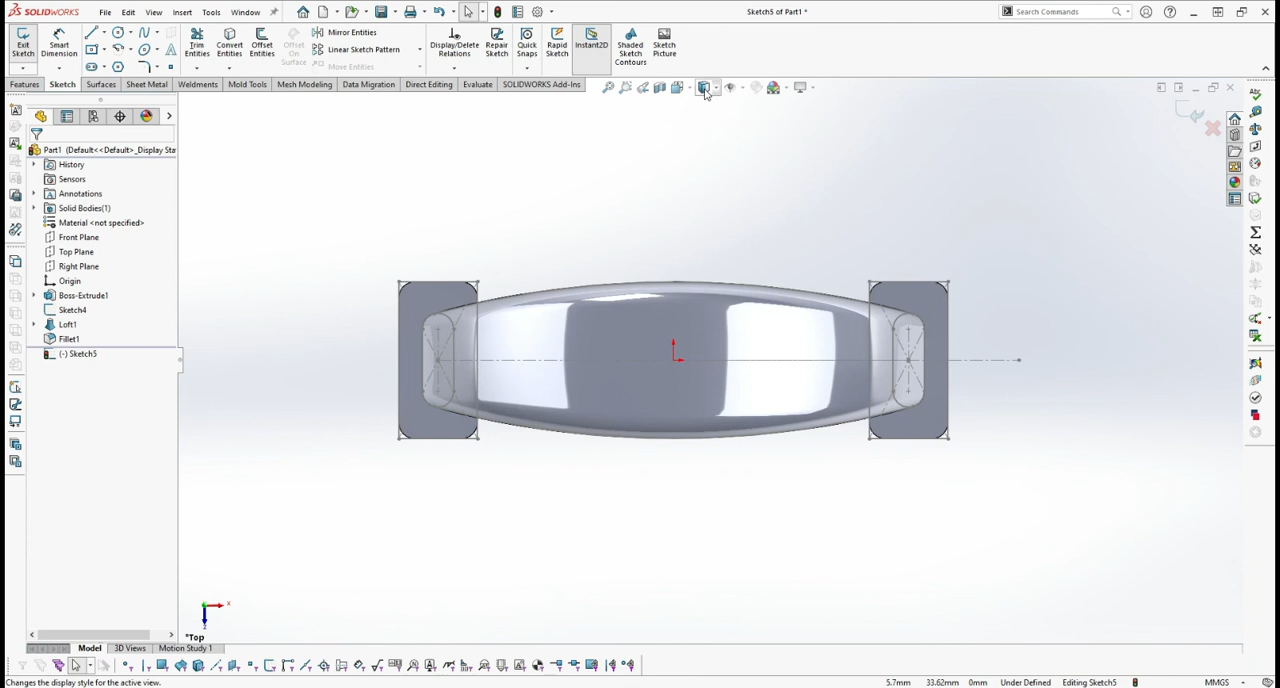 SOLIDWORKS
File
Edit
View
Insert
Tools
Window
Sketch5 of Part1 *
Search Commands
Exit Sketch
Smart Dimension
Trim Entities
Convert Entities
Offset Entities
Offset On Surface
Mirror Entities
Linear Sketch Pattern
Move Entities
Display/Delete Relations
Repair Sketch
Quick Snaps
Rapid Sketch
Instant2D
Shaded Sketch Contours
Sketch Picture
Features
Sketch
Surfaces
Sheet Metal
Weldments
Mold Tools
Mesh Modeling
Data Migration
Direct Editing
Evaluate
SOLIDWORKS Add-Ins
Part1 (Default<<Default>_Display Sta
History
Sensors
Annotations
Solid Bodies(1)
Material <not specified>
Front Plane
Top Plane
Right Plane
Origin
Boss-Extrude1
Sketch4
Loft1
Fillet1
(-) Sketch5
x
*Top
Model
3D Views
Motion Study 1
Changes the display style for the active view.
5.7mm
33.62mm
0mm
Under Defined
Editing Sketch5
MMGS